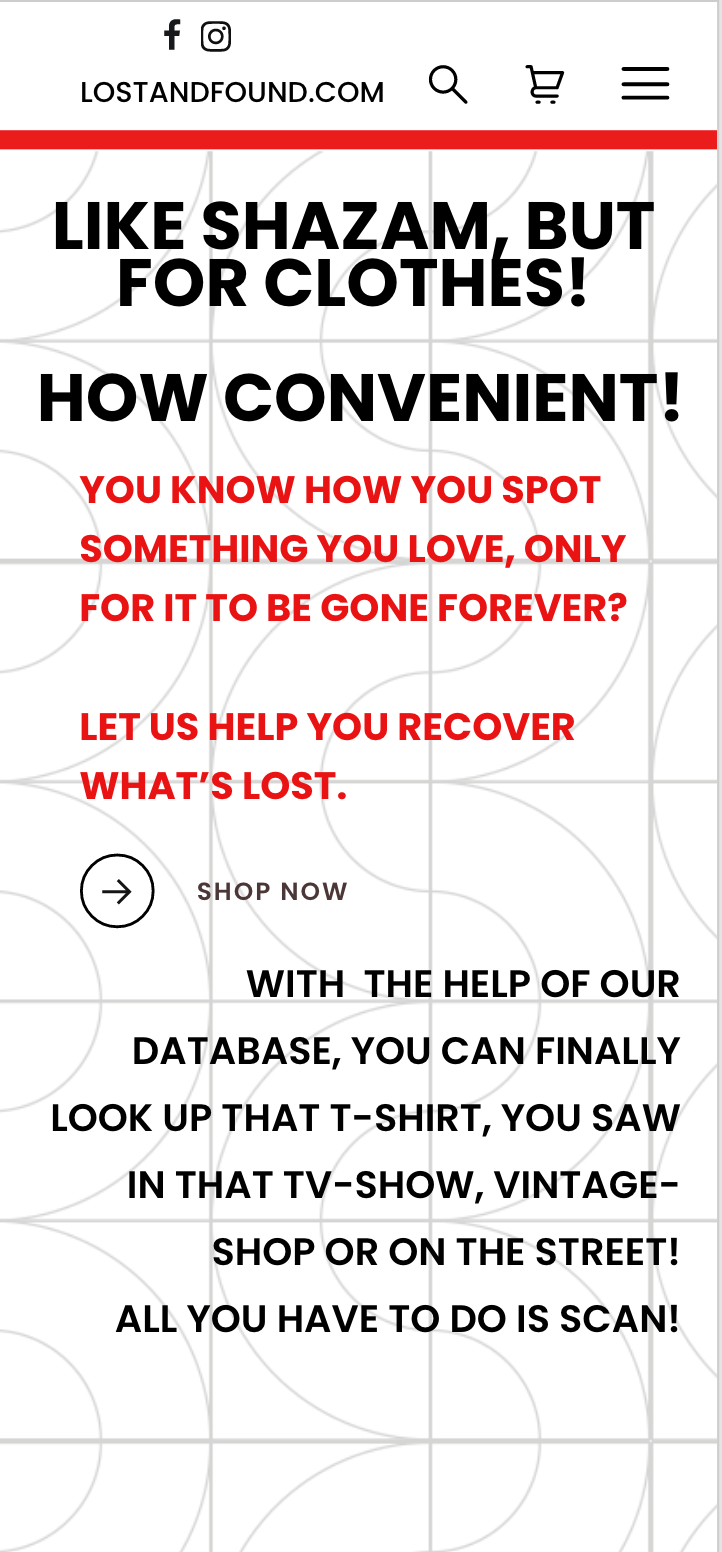 LOSTANDFOUND.COM
LIKE SHAZAM, BUT
FOR CLOTHES!
HOW CONVENIENT!
YOU KNOW HOW YOU SPOT
SOMETHING YOU LOVE, ONLY
FOR IT TO BE GONE FOREVER?
LET US HELP YOU RECOVER
WHAT’S LOST.
SHOP NOW
WITH  THE HELP OF OUR
DATABASE, YOU CAN FINALLY
LOOK UP THAT T-SHIRT, YOU SAW
IN THAT TV-SHOW, VINTAGE-
SHOP OR ON THE STREET!
ALL YOU HAVE TO DO IS SCAN!